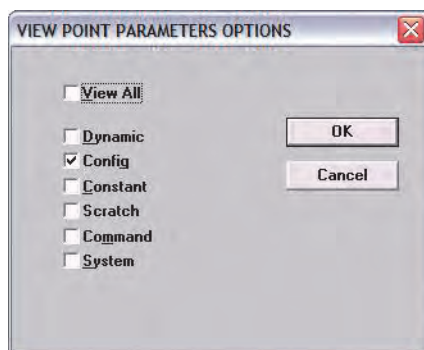 VIEW POINT PARAMETERS OPTIONS
View All
Dynamic
OK
Config
Constant
Cancel
Scratch
Command
System